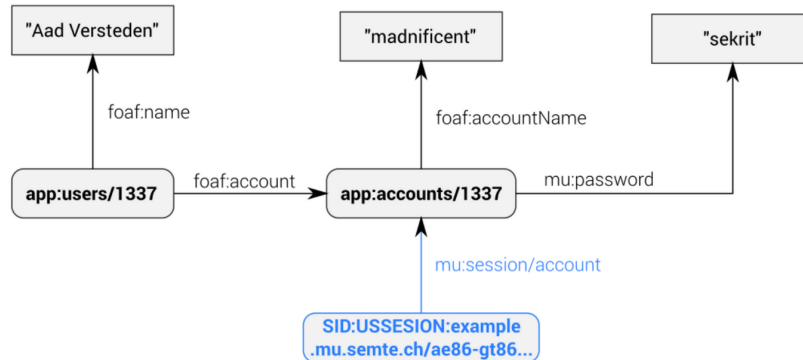 "Aad Versteden"
"madnificent"
"sekrit"
foaf:name
foaf:accountName
app:users/1337
foaf:account
app:accounts/1337
mu:password
mu:session/account
SID:USSESION:example
.mu.semte.ch/ae86-gt86...